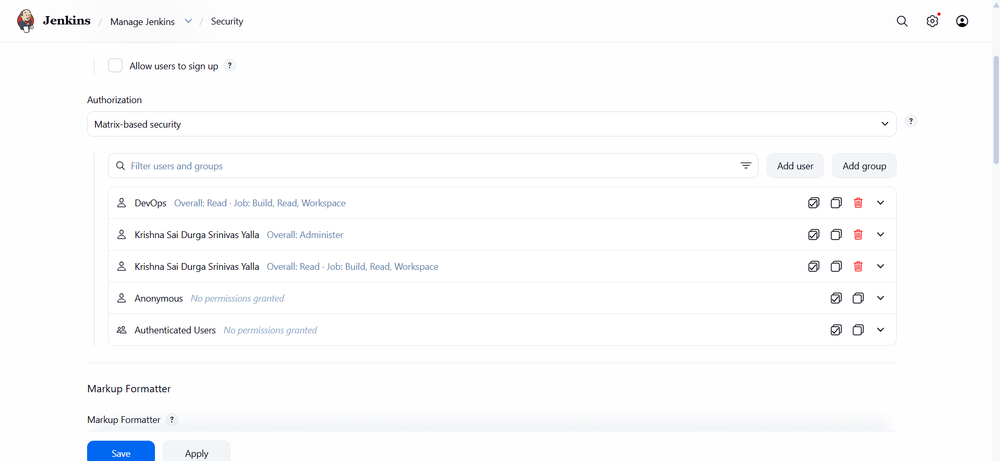 Jenkins / Manage Jenkins / Security
Allow users to sign up ?
Authorization
Matrix-based security ?
Filter users and groups Add user Add group
DevOps Overall: Read · Job: Build, Read, Workspace
Krishna Sai Durga Srinivas Yalla Overall: Administer
Krishna Sai Durga Srinivas Yalla Overall: Read · Job: Build, Read, Workspace
Anonymous No permissions granted
Authenticated Users No permissions granted
Markup Formatter
Markup Formatter ?
Save Apply